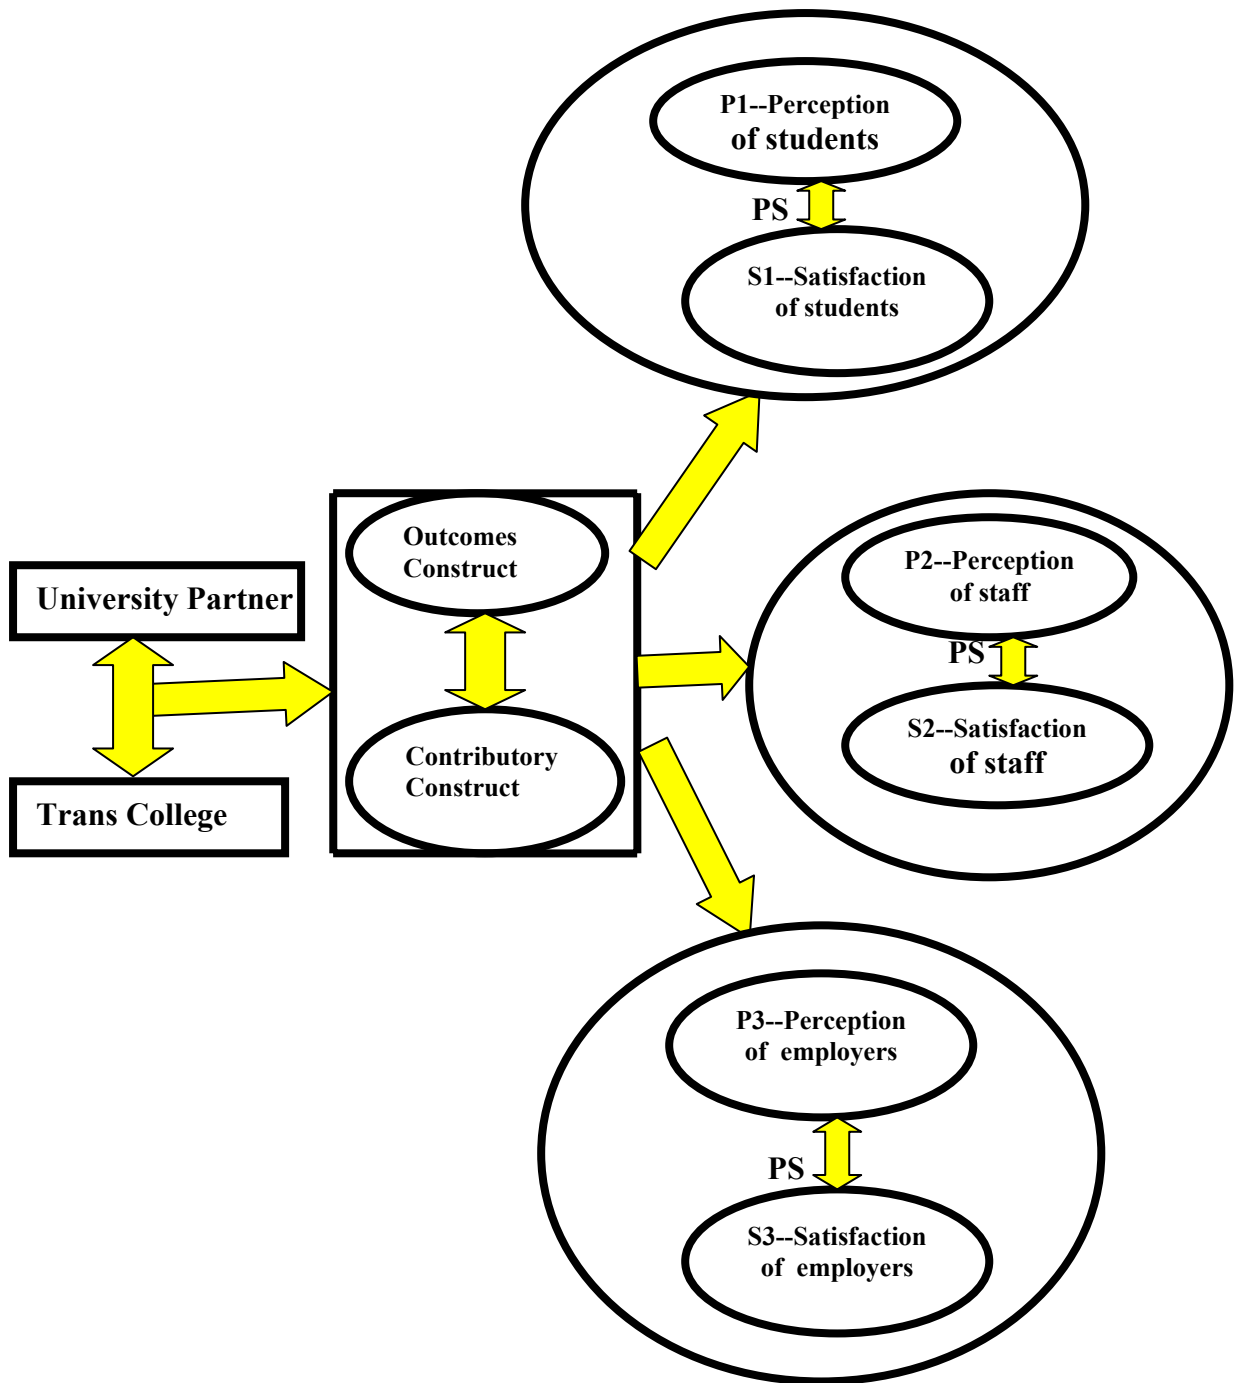 P1--Perception
of students
PS
S1--Satisfaction
of students
Outcomes
Construct
University Partner
Contributory
Construct
Trans College
P2--Perception
of staff
PS
S2--Satisfaction
of staff
P3--Perception
of employers
PS
S3--Satisfaction
of employers